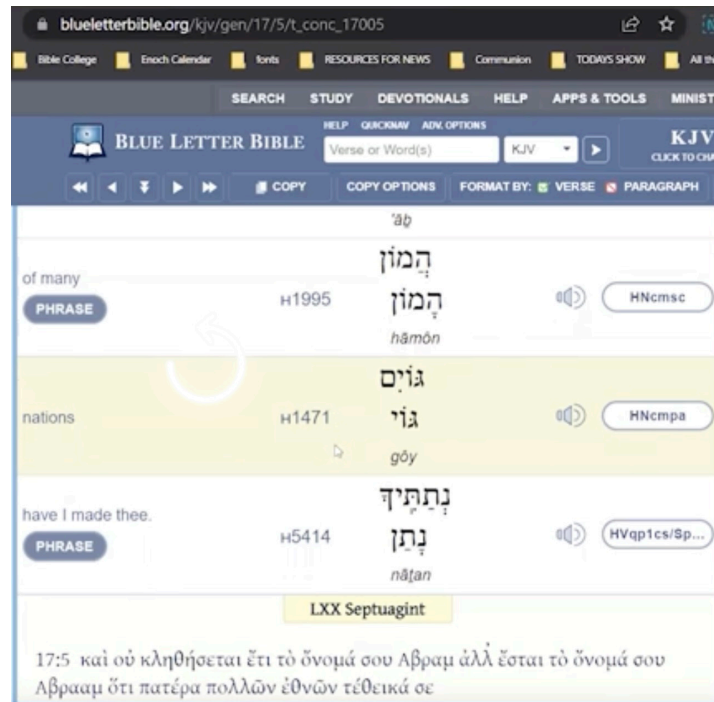 blueletterbible.org/kjv/gen/17/5/t_conc_17005
Bible College Enoch Calendar fonts RESOURCES FOR NEWS Communion TODAYS SHOW All th
SEARCH STUDY DEVOTIONALS HELP APPS & TOOLS MINIST
HELP QUICKNAV ADV. OPTIONS
BLUE LETTER BIBLE Verse or Word(s) KJV KJV
CLICK TO CHA
COPY COPY OPTIONS FORMAT BY: VERSE PARAGRAPH
'āḇ
הֲמוֹן
of many
H1995 הָמוֹן HNcmsc
PHRASE
hāmôn
גּוֹיִם
nations H1471 גּוֹי HNcmpa
gôy
נְתַתִּֽיךָ
have I made thee.
H5414 נָתַן HVqp1cs/Sp...
PHRASE
nāṯan
LXX Septuagint
17:5 καὶ οὐ κληθήσεται ἔτι τὸ ὄνομά σου Αβραμ ἀλλ᾽ ἔσται τὸ ὄνομά σου
Αβρααμ ὅτι πατέρα πολλῶν ἐθνῶν τέθεικά σε